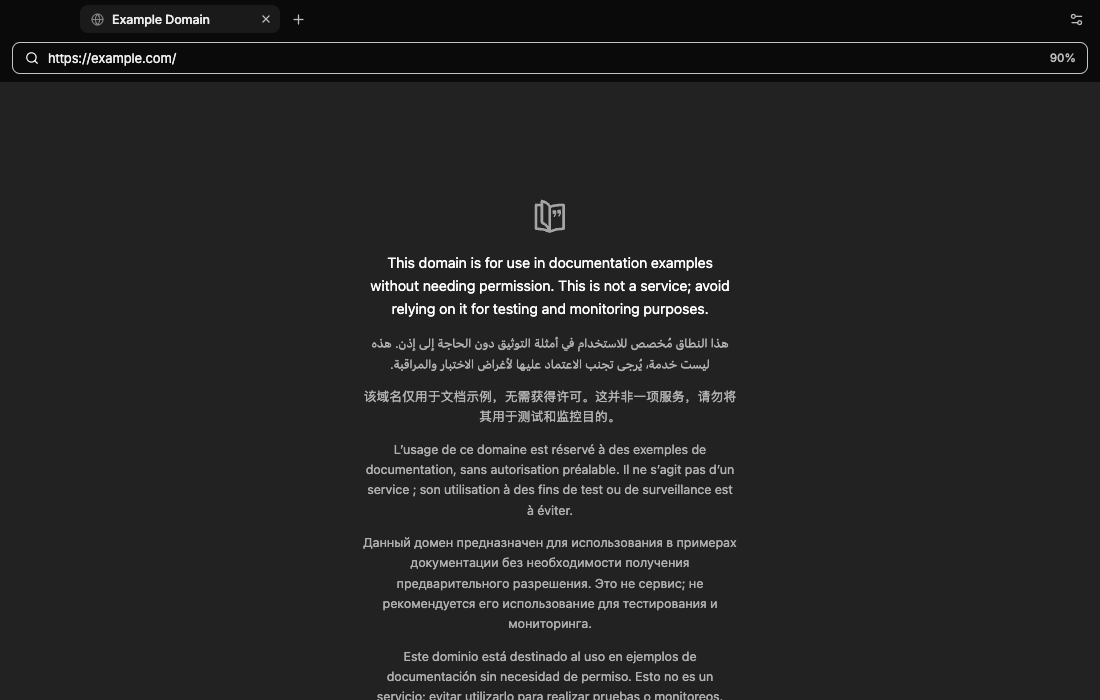 Example Domain
https://example.com/
90%
This domain is for use in documentation examples
without needing permission. This is not a service; avoid
relying on it for testing and monitoring purposes.
هذا النطاق مُخصص للاستخدام في أمثلة التوثيق دون الحاجة إلى إذن. هذه
ليست خدمة، يُرجى تجنب الاعتماد عليها لأغراض الاختبار والمراقبة.
该域名仅用于文档示例，无需获得许可。这并非一项服务，请勿将
其用于测试和监控目的。
L’usage de ce domaine est réservé à des exemples de
documentation, sans autorisation préalable. Il ne s’agit pas d’un
service ; son utilisation à des fins de test ou de surveillance est
à éviter.
Данный домен предназначен для использования в примерах
документации без необходимости получения
предварительного разрешения. Это не сервис; не
рекомендуется его использование для тестирования и
мониторинга.
Este dominio está destinado al uso en ejemplos de
documentación sin necesidad de permiso. Esto no es un
servicio; evitar utilizarlo para realizar pruebas o monitoreos.